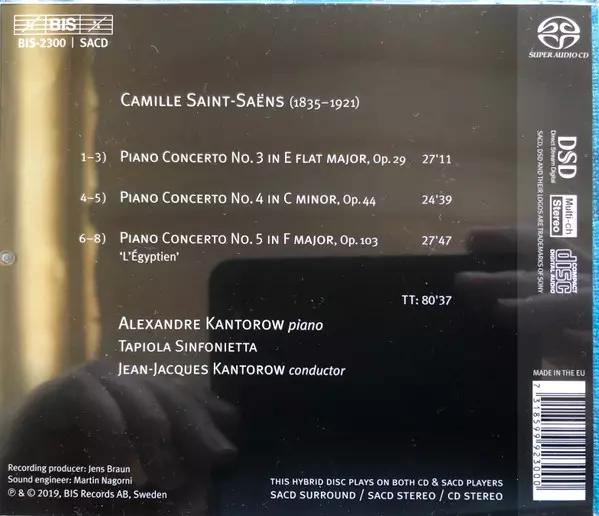 BIS
BIS-2300 | SACD
SUPER AUDIO CD
CAMILLE SAINT-SAËNS (1835–1921)
1–3) PIANO CONCERTO NO. 3 IN E FLAT MAJOR, OP. 29 27'11
4–5) PIANO CONCERTO NO. 4 IN C MINOR, OP. 44 24'39
6–8) PIANO CONCERTO NO. 5 IN F MAJOR, OP. 103 27'47
'L'ÉGYPTIEN'
TT: 80'37
ALEXANDRE KANTOROW piano
TAPIOLA SINFONIETTA
JEAN-JACQUES KANTOROW conductor
DSD
Direct Stream Digital
Multi-ch
Stereo
COMPACT
disc
DIGITAL AUDIO
SACD, DSD AND THEIR LOGOS ARE TRADEMARKS OF SONY
MADE IN THE EU
7 318599 923000
Recording producer: Jens Braun
Sound engineer: Martin Nagorni
℗ & © 2019, BIS Records AB, Sweden
THIS HYBRID DISC PLAYS ON BOTH CD & SACD PLAYERS
SACD SURROUND / SACD STEREO / CD STEREO